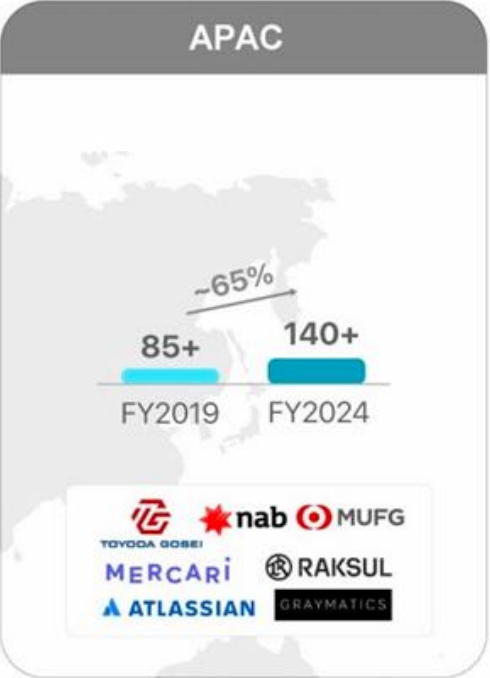 APAC
~65%
85+
140+
FY2019
FY2024
TOYODA GOSEI
nab
MUFG
MERCARI
RAKSUL
ATLASSIAN
GRAYMATICS